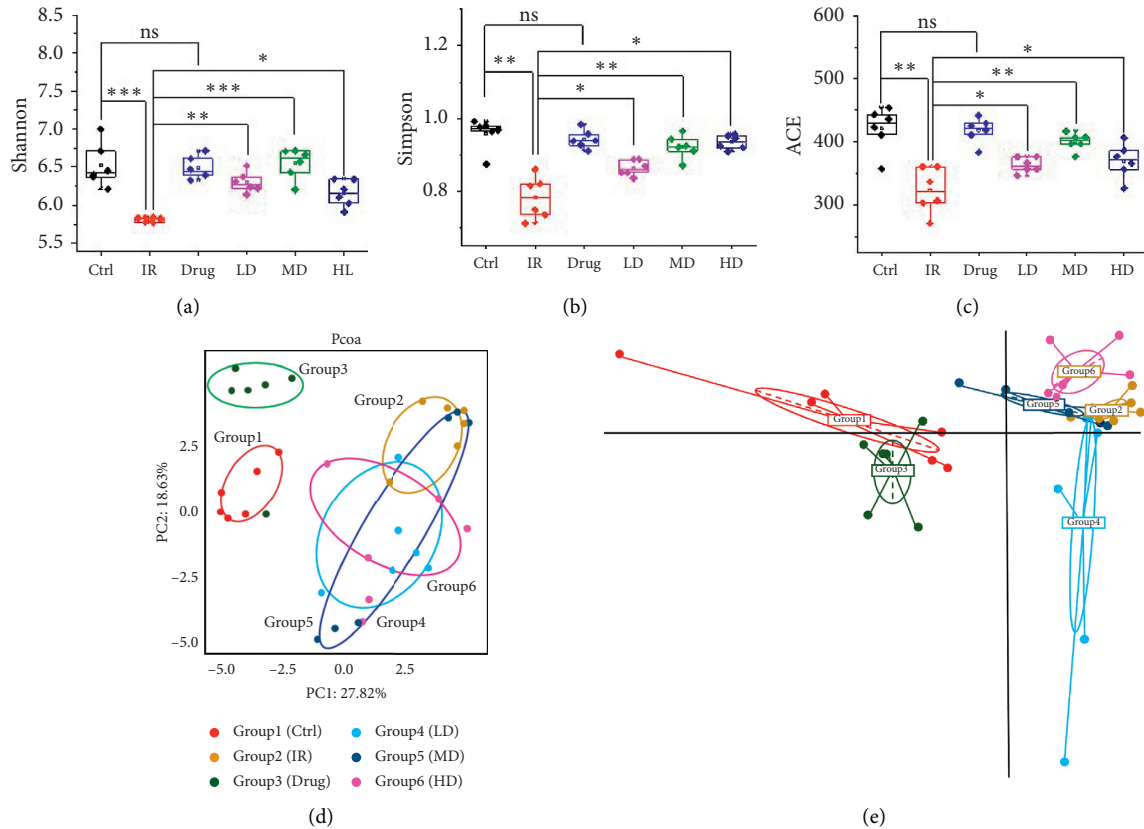 8.5
8.0
7.5
7.0
6.5
6.0
5.5
Shannon
ns
*
***
***
**
Ctrl IR Drug LD MD HL
(a)
1.2
1.0
0.8
Simpson
ns
*
**
**
*
Ctrl IR Drug LD MD HD
(b)
600
500
400
300
ACE
ns
*
**
**
*
Ctrl IR Drug LD MD HD
(c)
Pcoa
Group3
Group2
Group1
Group6
Group5 Group4
2.5
0.0
−2.5
−5.0
PC2: 18.63%
−5.0 −2.5 0.0 2.5
PC1: 27.82%
Group1 (Ctrl) Group4 (LD)
Group2 (IR) Group5 (MD)
Group3 (Drug) Group6 (HD)
(d)
Group6
Group5
Group2
Group1
Group3
Group4
(e)